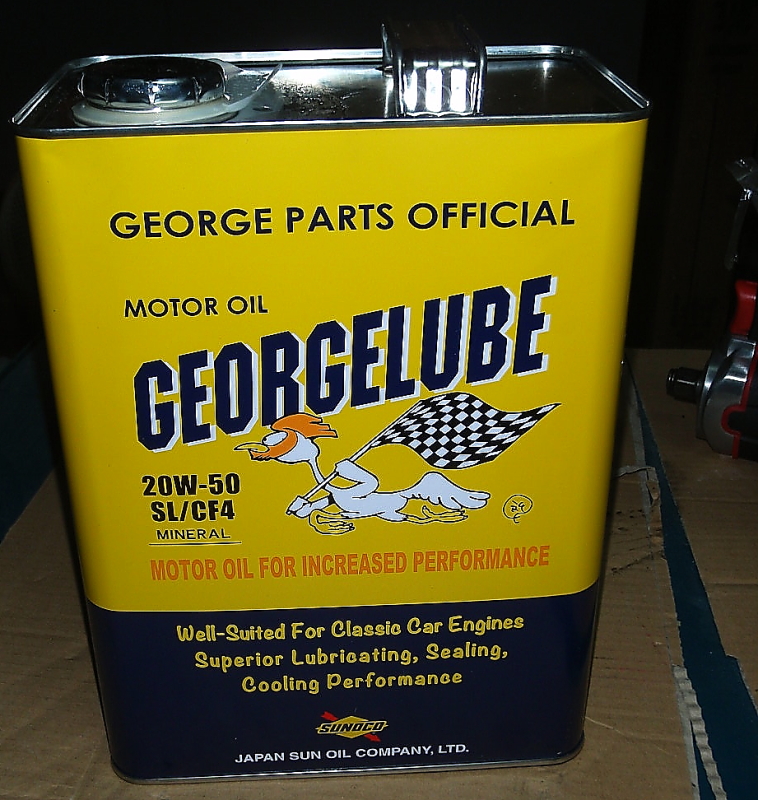 GEORGE PARTS OFFICIAL
MOTOR OIL
GEORGELUBE
20W-50
SL/CF4
MINERAL
MOTOR OIL FOR INCREASED PERFORMANCE
Well-Suited For Classic Car Engines
Superior Lubricating, Sealing,
Cooling Performance
SUNOCO
JAPAN SUN OIL COMPANY, LTD.